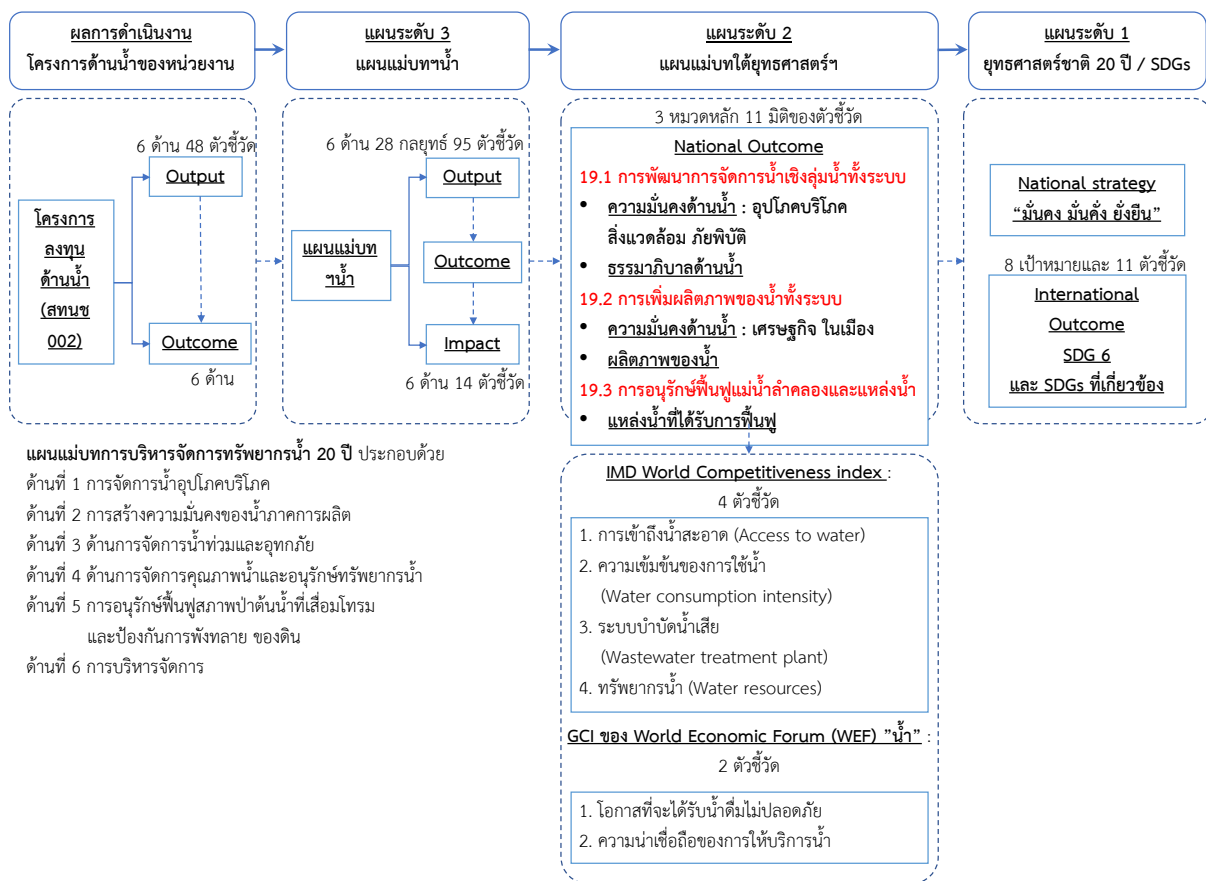 ผลการดำเนินงาน
โครงการด้านน้ำของหน่วยงาน
แผนระดับ 3
แผนแม่บทฯน้ำ
แผนระดับ 2
แผนแม่บทใต้ยุทธศาสตร์ฯ
แผนระดับ 1
ยุทธศาสตร์ชาติ 20 ปี / SDGs
6 ด้าน 48 ตัวชี้วัด
Output
โครงการ
ลงทุน
ด้านน้ำ
(สทนช
002)
Outcome
6 ด้าน
6 ด้าน 28 กลยุทธ์ 95 ตัวชี้วัด
Output
แผนแม่บท
ฯน้ำ
Outcome
Impact
6 ด้าน 14 ตัวชี้วัด
3 หมวดหลัก 11 มิติของตัวชี้วัด
National Outcome
19.1 การพัฒนาการจัดการน้ำเชิงลุ่มน้ำทั้งระบบ
• ความมั่นคงด้านน้ำ : อุปโภคบริโภค
สิ่งแวดล้อม ภัยพิบัติ
• ธรรมาภิบาลด้านน้ำ
19.2 การเพิ่มผลิตภาพของน้ำทั้งระบบ
• ความมั่นคงด้านน้ำ : เศรษฐกิจ ในเมือง
• ผลิตภาพของน้ำ
19.3 การอนุรักษ์ฟื้นฟูแม่น้ำลำคลองและแหล่งน้ำ
• แหล่งน้ำที่ได้รับการฟื้นฟู
National strategy
“มั่นคง มั่นคั่ง ยั่งยืน”
8 เป้าหมายและ 11 ตัวชี้วัด
International
Outcome
SDG 6
และ SDGs ที่เกี่ยวข้อง
แผนแม่บทการบริหารจัดการทรัพยากรน้ำ 20 ปี ประกอบด้วย
ด้านที่ 1 การจัดการน้ำอุปโภคบริโภค
ด้านที่ 2 การสร้างความมั่นคงของน้ำภาคการผลิต
ด้านที่ 3 ด้านการจัดการน้ำท่วมและอุทกภัย
ด้านที่ 4 ด้านการจัดการคุณภาพน้ำและอนุรักษ์ทรัพยากรน้ำ
ด้านที่ 5 การอนุรักษ์ฟื้นฟูสภาพป่าต้นน้ำที่เสื่อมโทรม
และป้องกันการพังทลาย ของดิน
ด้านที่ 6 การบริหารจัดการ
IMD World Competitiveness index :
4 ตัวชี้วัด
1. การเข้าถึงน้ำสะอาด (Access to water)
2. ความเข้มข้นของการใช้น้ำ
(Water consumption intensity)
3. ระบบบำบัดน้ำเสีย
(Wastewater treatment plant)
4. ทรัพยากรน้ำ (Water resources)
GCI ของ World Economic Forum (WEF) ”น้ำ” :
2 ตัวชี้วัด
1. โอกาสที่จะได้รับน้ำดื่มไม่ปลอดภัย
2. ความน่าเชื่อถือของการให้บริการน้ำ